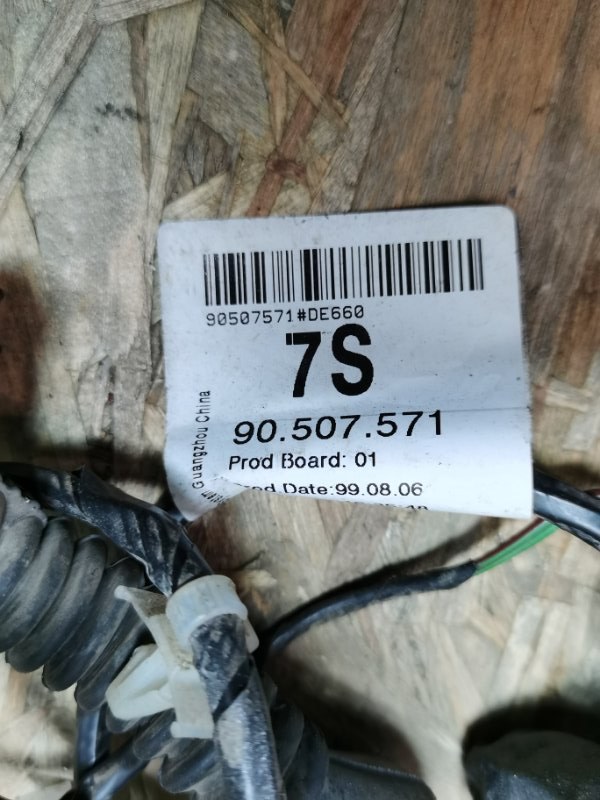 90507571#DE660
7S
90.507.571
Prod Board: 01
Date:99.08.06
Guangzhou China